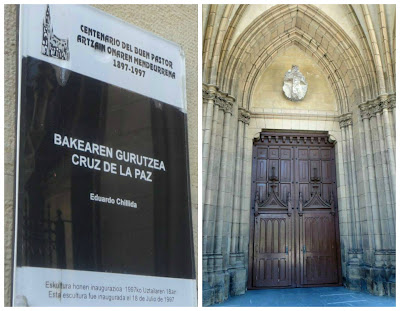 CENTENARIO DEL BUEN PASTOR
ARTZAIN ONAREN MENDEURRENA
1897-1997
BAKEAREN GURUTZEA
CRUZ DE LA PAZ
Eduardo Chillida
Eskultura honen inaugurazioa 1997ko Uztailaren 18an
Esta escultura fue inaugurada el 18 de Julio de 1997